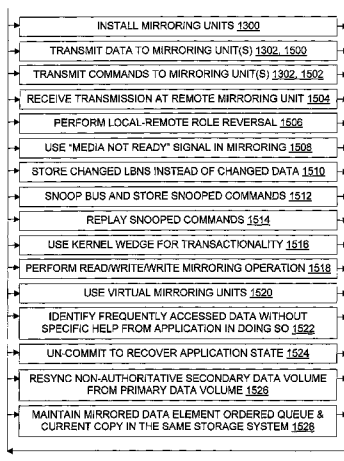 INSTALL MIRRORING UNITS 1300
TRANSMIT DATA TO MIRRORING UNIT(S) 1302, 1500
TRANSMIT COMMANDS TO MIRRORING UNIT(S) 1302, 1502
RECEIVE TRANSMISSION AT REMOTE MIRRORING UNIT 1504
PERFORM LOCAL-REMOTE ROLE REVERSAL 1506
USE "MEDIA NOT READY" SIGNAL IN MIRRORING 1508
STORE CHANGED LBNS INSTEAD OF CHANGED DATA 1510
SNOOP BUS AND STORE SNOOPED COMMANDS 1512
REPLAY SNOOPED COMMANDS 1514
USE KERNEL WEDGE FOR TRANSACTIONALITY 1516
PERFORM READ/WRITE/WRITE MIRRORING OPERATION 1518
USE VIRTUAL MIRRORING UNITS 1520
IDENTIFY FREQUENTLY ACCESSED DATA WITHOUT
SPECIFIC HELP FROM APPLICATION IN DOING SO 1522
UN-COMMIT TO RECOVER APPLICATION STATE 1524
RESYNC NON-AUTHORITATIVE SECONDARY DATA VOLUME
FROM PRIMARY DATA VOLUME 1526
MAINTAIN MIRRORED DATA ELEMENT ORDERED QUEUE &
CURRENT COPY IN THE SAME STORAGE SYSTEM 1528